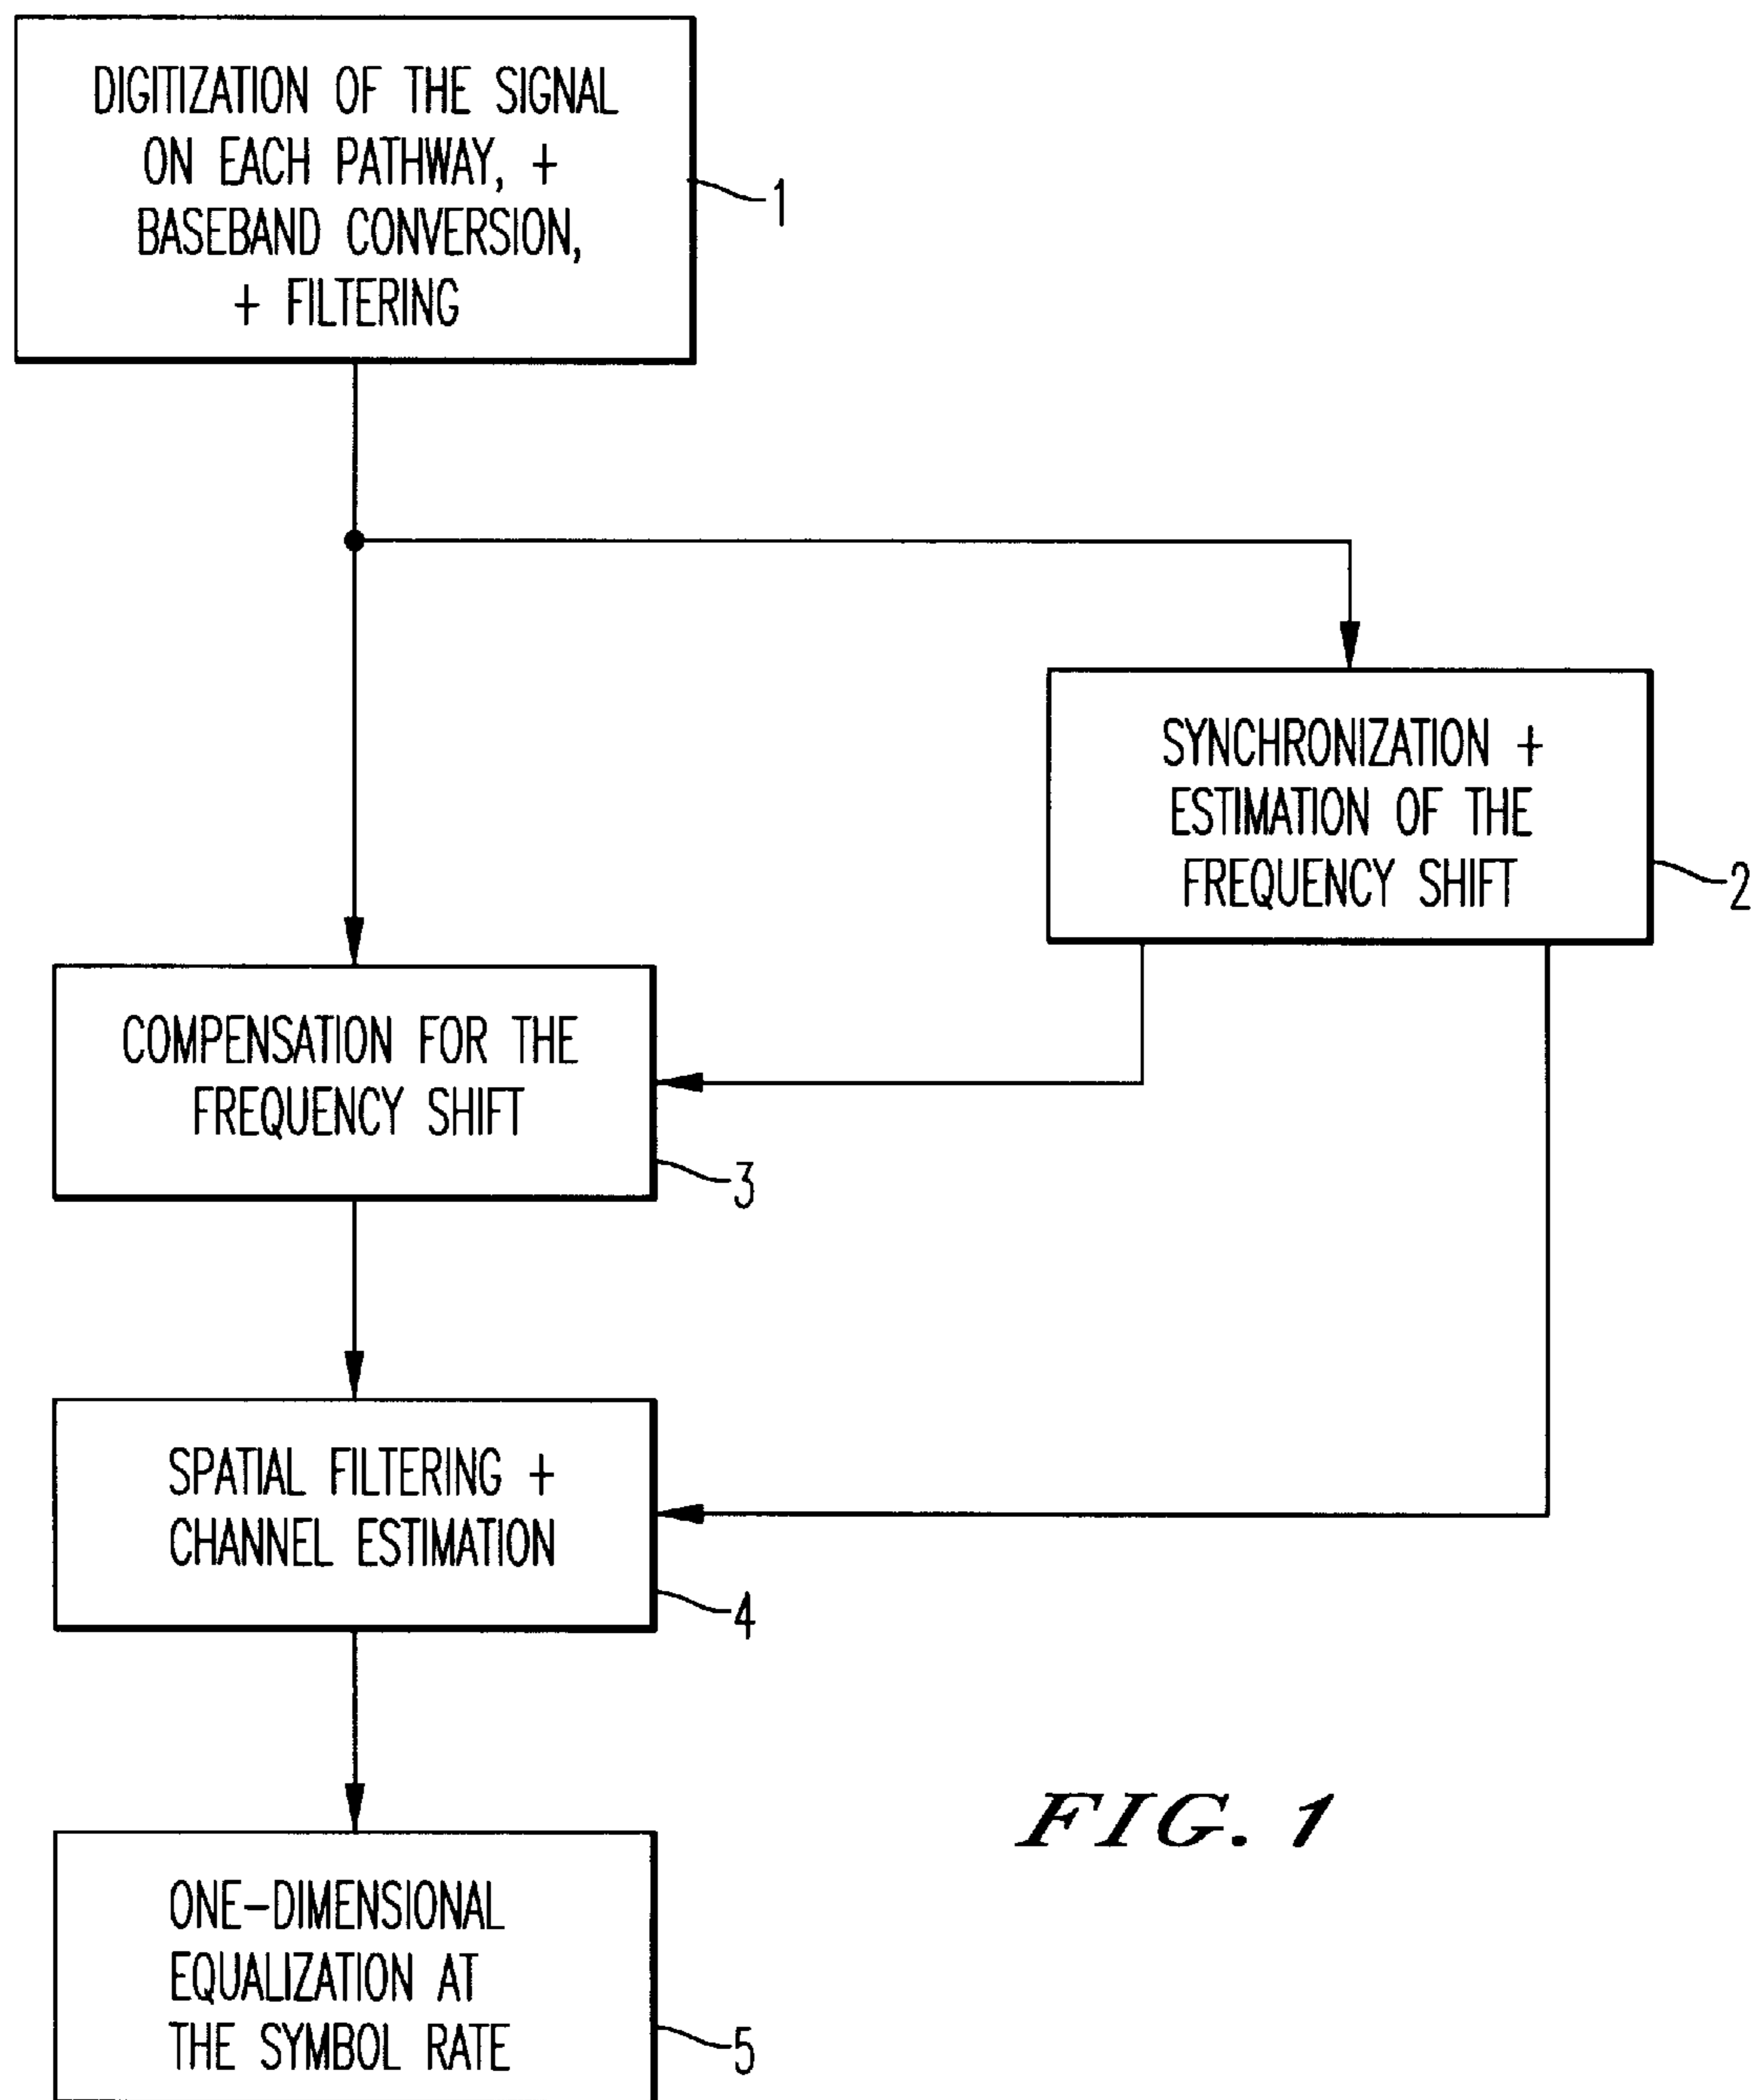 DIGITIZATION OF THE SIGNAL
ON EACH PATHWAY, +
BASEBAND CONVERSION,
+ FILTERING
1
SYNCHRONIZATION +
ESTIMATION OF THE
FREQUENCY SHIFT
2
COMPENSATION FOR THE
FREQUENCY SHIFT
3
SPATIAL FILTERING +
CHANNEL ESTIMATION
4
FIG. 1
ONE-DIMENSIONAL
EQUALIZATION AT
THE SYMBOL RATE
5